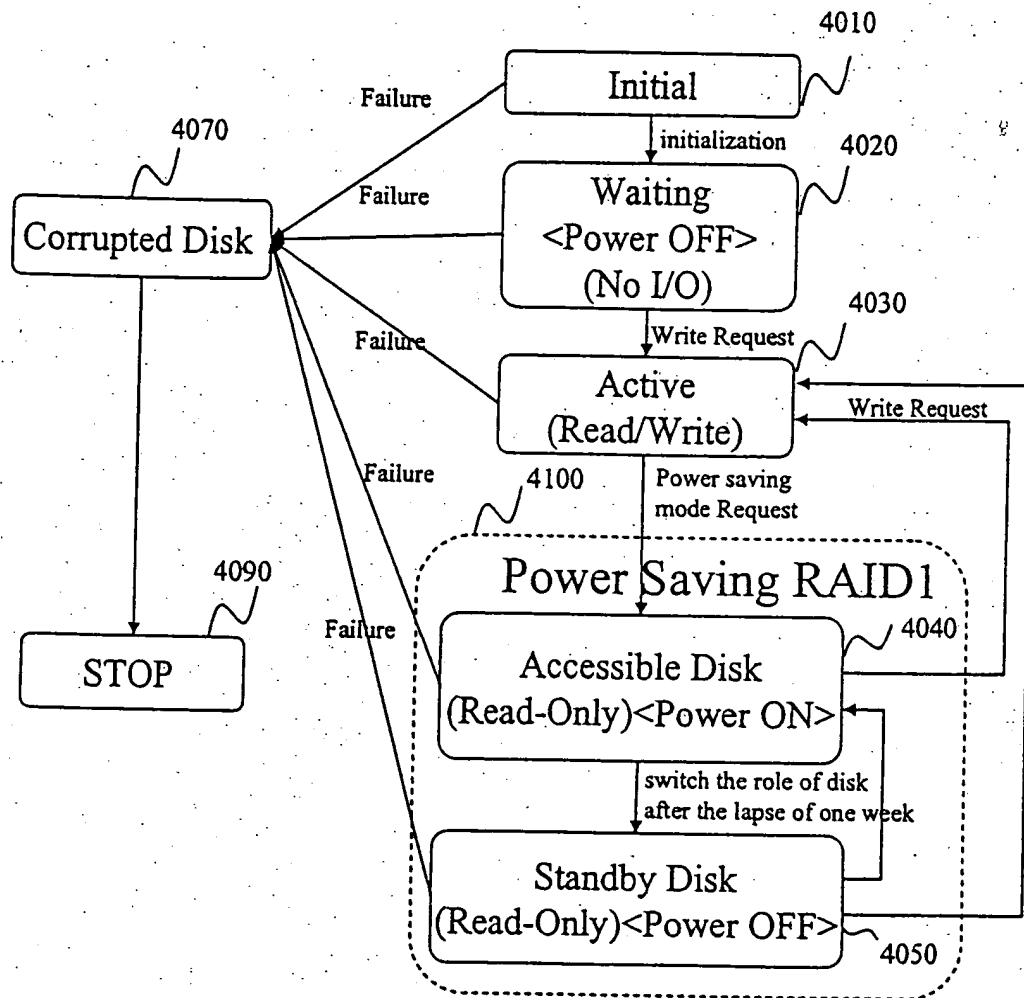 4010
Initial
Failure
initialization
4070
4020
Waiting
<Power OFF>
(No I/O)
Failure
Corrupted Disk
4030
Write Request
Failure
Active
(Read/Write)
Write Request
Failure
4100
Power saving
mode Request
Power Saving RAID1
4090
4040
Failure
STOP
Accessible Disk
(Read-Only)<Power ON>
switch the role of disk
after the lapse of one week
Standby Disk
(Read-Only)<Power OFF>
4050